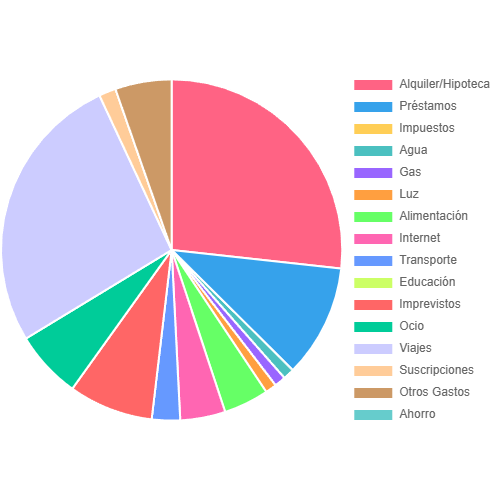 Alquiler/Hipoteca
Préstamos
Impuestos
Agua
Gas
Luz
Alimentación
Internet
Transporte
Educación
Imprevistos
Ocio
Viajes
Suscripciones
Otros Gastos
Ahorro